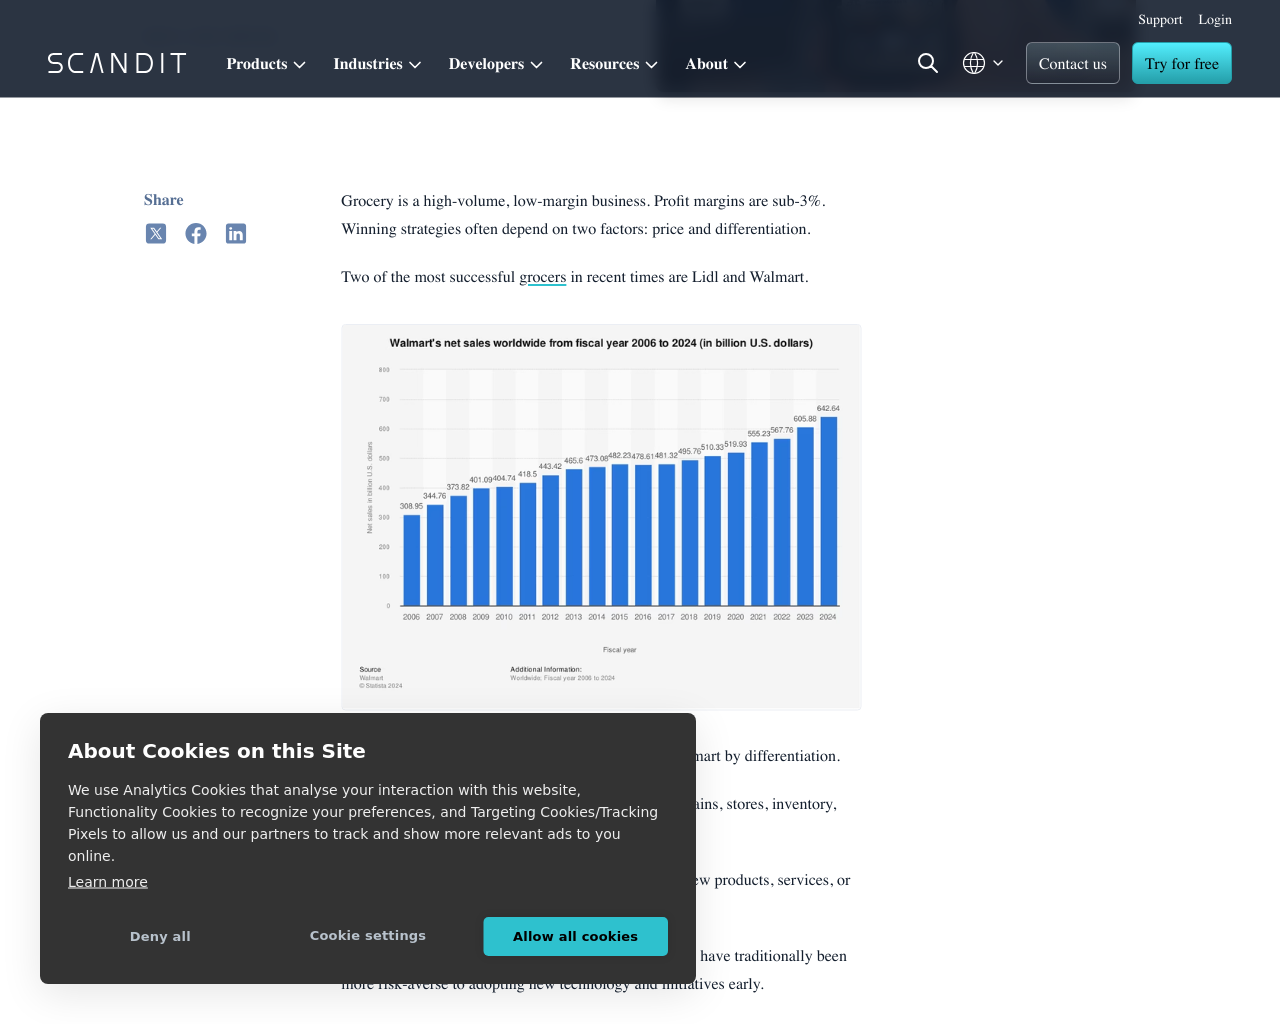 Support Login
SCANDIT Products Industries Developers Resources About Contact us Try for free
Share
Grocery is a high-volume, low-margin business. Profit margins are sub-3%.
Winning strategies often depend on two factors: price and differentiation.
Two of the most successful grocers in recent times are Lidl and Walmart.
Walmart's net sales worldwide from fiscal year 2006 to 2024 (in billion U.S. dollars)
Net sales in billion U.S. dollars
800
700
600
500
400
300
200
100
0
308.95 344.76 373.82 401.09 404.74 418.5 443.42 465.6 473.08 482.23 478.61 481.32 495.76 510.33 519.93 555.23 567.76 605.88 642.64
2006 2007 2008 2009 2010 2011 2012 2013 2014 2015 2016 2017 2018 2019 2020 2021 2022 2023 2024
Fiscal year
Source
Walmart
© Statista 2024
Additional Information:
Worldwide; Fiscal year 2006 to 2024
by differentiation.
stores, inventory,
products, services, or
have traditionally been
more risk-averse to adopting new technology and initiatives early.
About Cookies on this Site
We use Analytics Cookies that analyse your interaction with this website,
Functionality Cookies to recognize your preferences, and Targeting Cookies/Tracking
Pixels to allow us and our partners to track and show more relevant ads to you
online.
Learn more
Deny all Cookie settings Allow all cookies